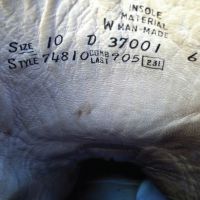 INSOLE
MATERIAL
W MAN-MADE
SIZE 10 D 37001 6
STYLE 74810 COMB LAST 905 231